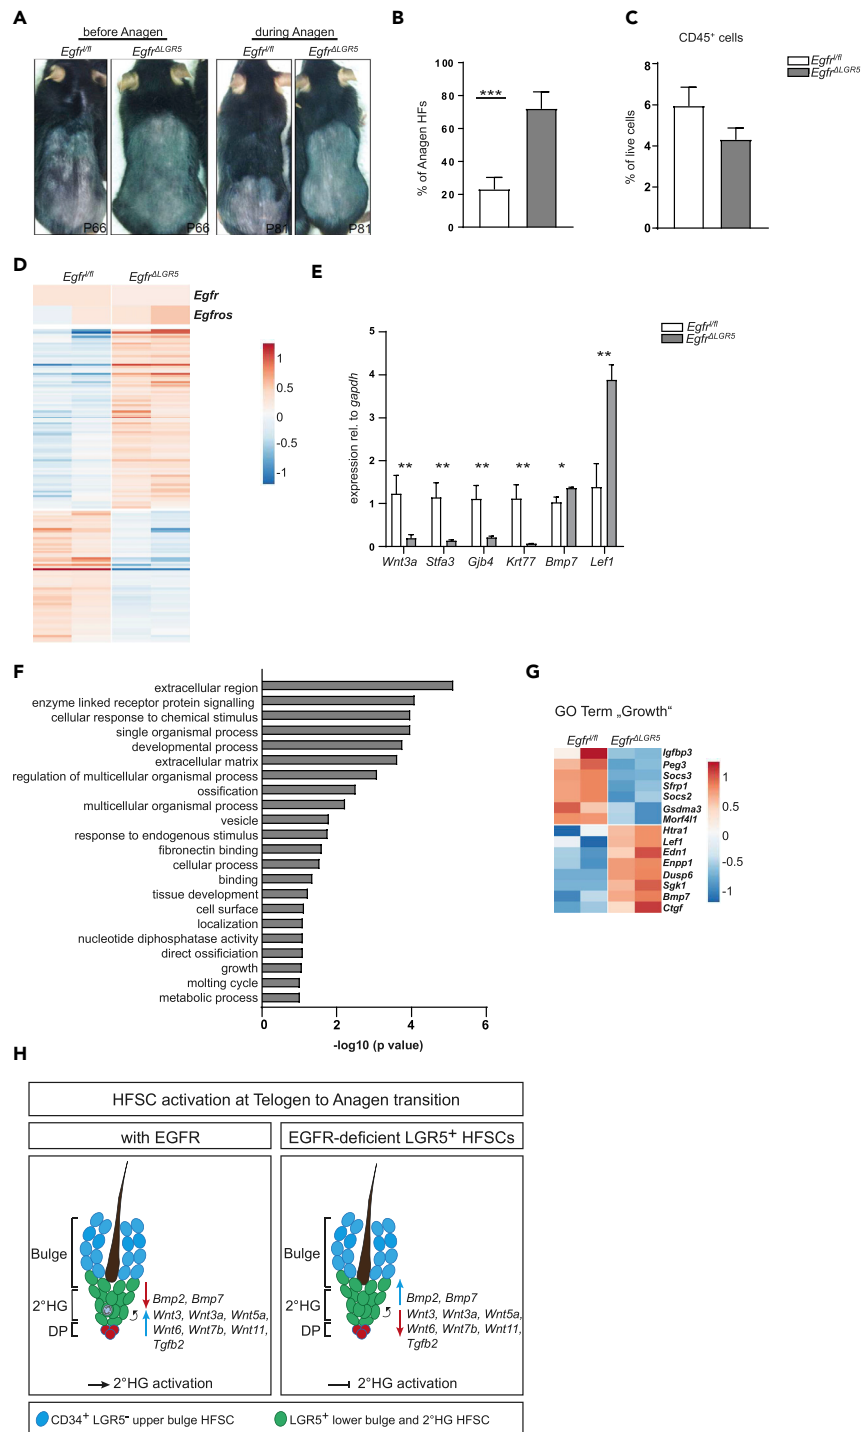 A
before Anagen
during Anagen
Egfr^l/fl
Egfr^ΔLGR5
Egfr^l/fl
Egfr^ΔLGR5
P66
P66
P81
P81
B
% of Anagen HFs
100
80
60
40
20
0
***
C
CD45+ cells
% of live cells
8
6
4
2
0
Egfr^l/fl
Egfr^ΔLGR5
D
Egfr^l/fl
Egfr^ΔLGR5
Egfr
Egfros
1
0.5
0
-0.5
-1
E
Egfr^l/fl
Egfr^ΔLGR5
expression rel. to gapdh
5
4
3
2
1
0
** ** ** ** * **
Wnt3a Stfa3 Gjb4 Krt77 Bmp7 Lef1
F
extracellular region
enzyme linked receptor protein signalling
cellular response to chemical stimulus
single organismal process
developmental process
extracellular matrix
regulation of multicellular organismal process
ossification
multicellular organismal process
vesicle
response to endogenous stimulus
fibronectin binding
cellular process
binding
tissue development
cell surface
localization
nucleotide diphosphatase activity
direct ossificiation
growth
molting cycle
metabolic process
0 2 4 6
-log10 (p value)
G
GO Term „Growth“
Egfr^l/fl
Egfr^ΔLGR5
Igfbp3
Peg3
Socs3
Sfrp1
Socs2
Gsdma3
Morf4l1
Htra1
Lef1
Edn1
Enpp1
Dusp6
Sgk1
Bmp7
Ctgf
1
0.5
0
-0.5
-1
H
HFSC activation at Telogen to Anagen transition
with EGFR
EGFR-deficient LGR5+ HFSCs
Bulge
2°HG
DP
Bmp2, Bmp7
Wnt3, Wnt3a, Wnt5a,
Wnt6, Wnt7b, Wnt11,
Tgfb2
2°HG activation
Bulge
2°HG
DP
Bmp2, Bmp7
Wnt3, Wnt3a, Wnt5a,
Wnt6, Wnt7b, Wnt11,
Tgfb2
2°HG activation
CD34+ LGR5- upper bulge HFSC
LGR5+ lower bulge and 2°HG HFSC